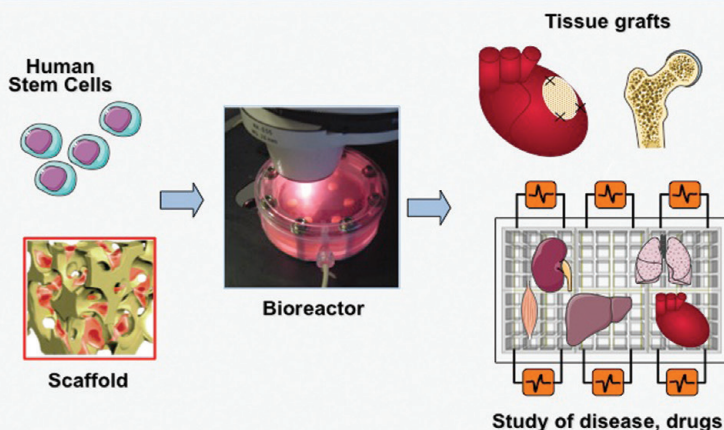 Human
Stem Cells
Scaffold
Bioreactor
Tissue grafts
Study of disease, drugs